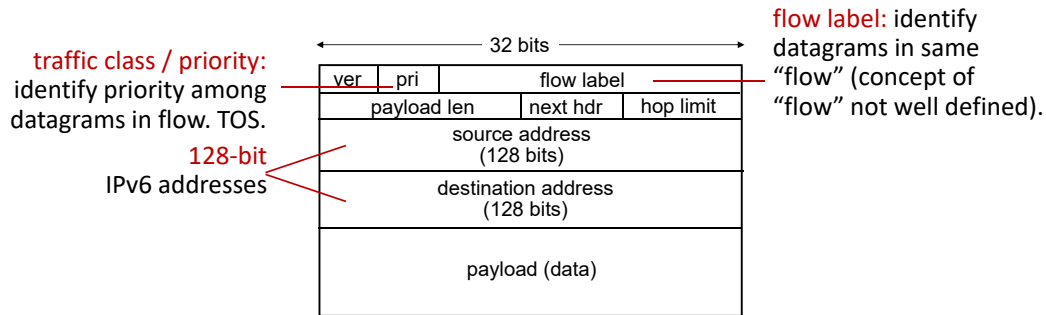 flow label: identify
datagrams in same
“flow” (concept of
“flow” not well defined).
32 bits
traffic class / priority:
identify priority among
datagrams in flow. TOS.
ver pri flow label
payload len next hdr hop limit
source address
(128 bits)
128-bit
IPv6 addresses
destination address
(128 bits)
payload (data)